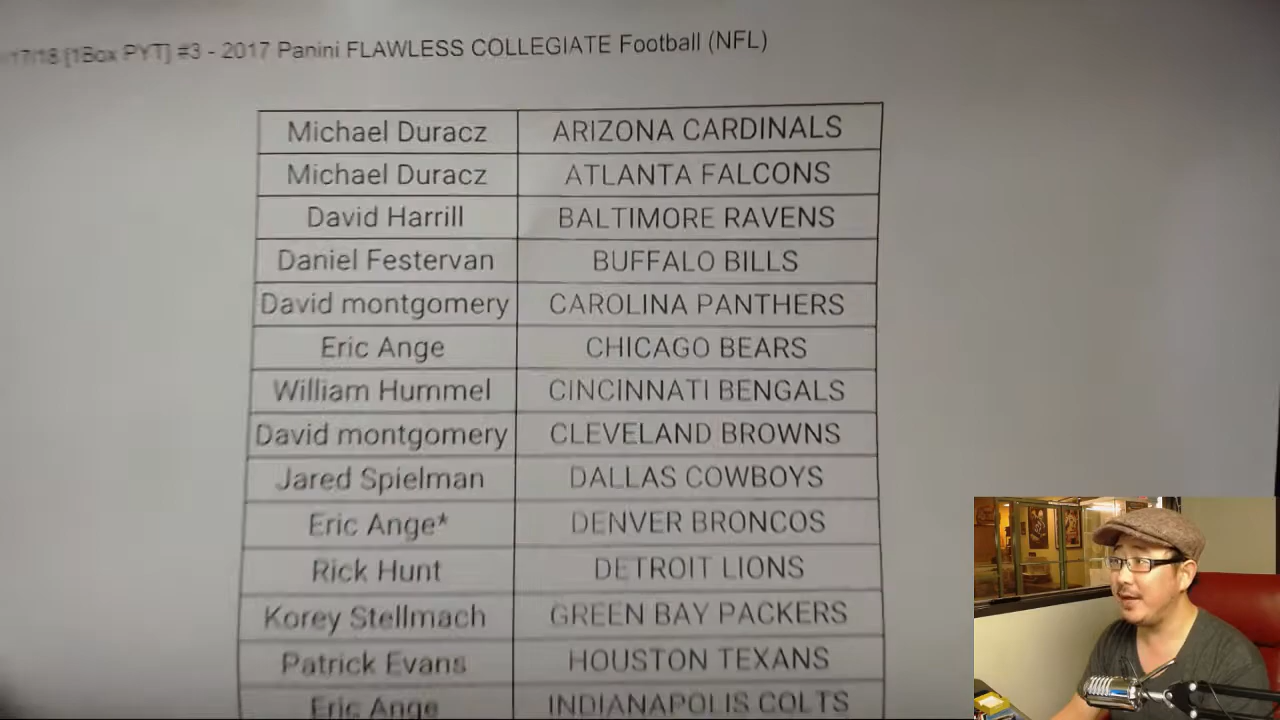 17/18 [1Box PYT] #3 - 2017 Panini FLAWLESS COLLEGIATE Football (NFL)
Michael Duracz ARIZONA CARDINALS
Michael Duracz ATLANTA FALCONS
David Harrill BALTIMORE RAVENS
Daniel Festervan BUFFALO BILLS
David montgomery CAROLINA PANTHERS
Eric Ange CHICAGO BEARS
William Hummel CINCINNATI BENGALS
David montgomery CLEVELAND BROWNS
Jared Spielman DALLAS COWBOYS
Eric Ange* DENVER BRONCOS
Rick Hunt DETROIT LIONS
Korey Stellmach GREEN BAY PACKERS
Patrick Evans HOUSTON TEXANS
Eric Ange INDIANAPOLIS COLTS